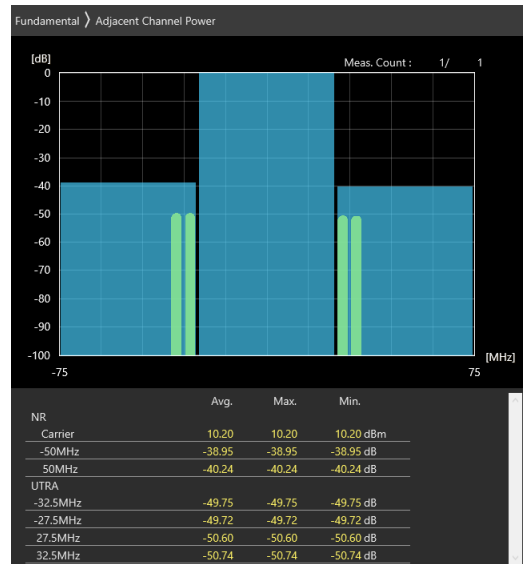 Fundamental 〉 Adjacent Channel Power
[dB]
Meas. Count : 1/ 1
0
-10
-20
-30
-40
-50
-60
-70
-80
-90
-100
[MHz]
-75 75
Avg. Max. Min.
NR
Carrier 10.20 10.20 10.20 dBm
-50MHz -38.95 -38.95 -38.95 dB
50MHz -40.24 -40.24 -40.24 dB
UTRA
-32.5MHz -49.75 -49.75 -49.75 dB
-27.5MHz -49.72 -49.72 -49.72 dB
27.5MHz -50.60 -50.60 -50.60 dB
32.5MHz -50.74 -50.74 -50.74 dB